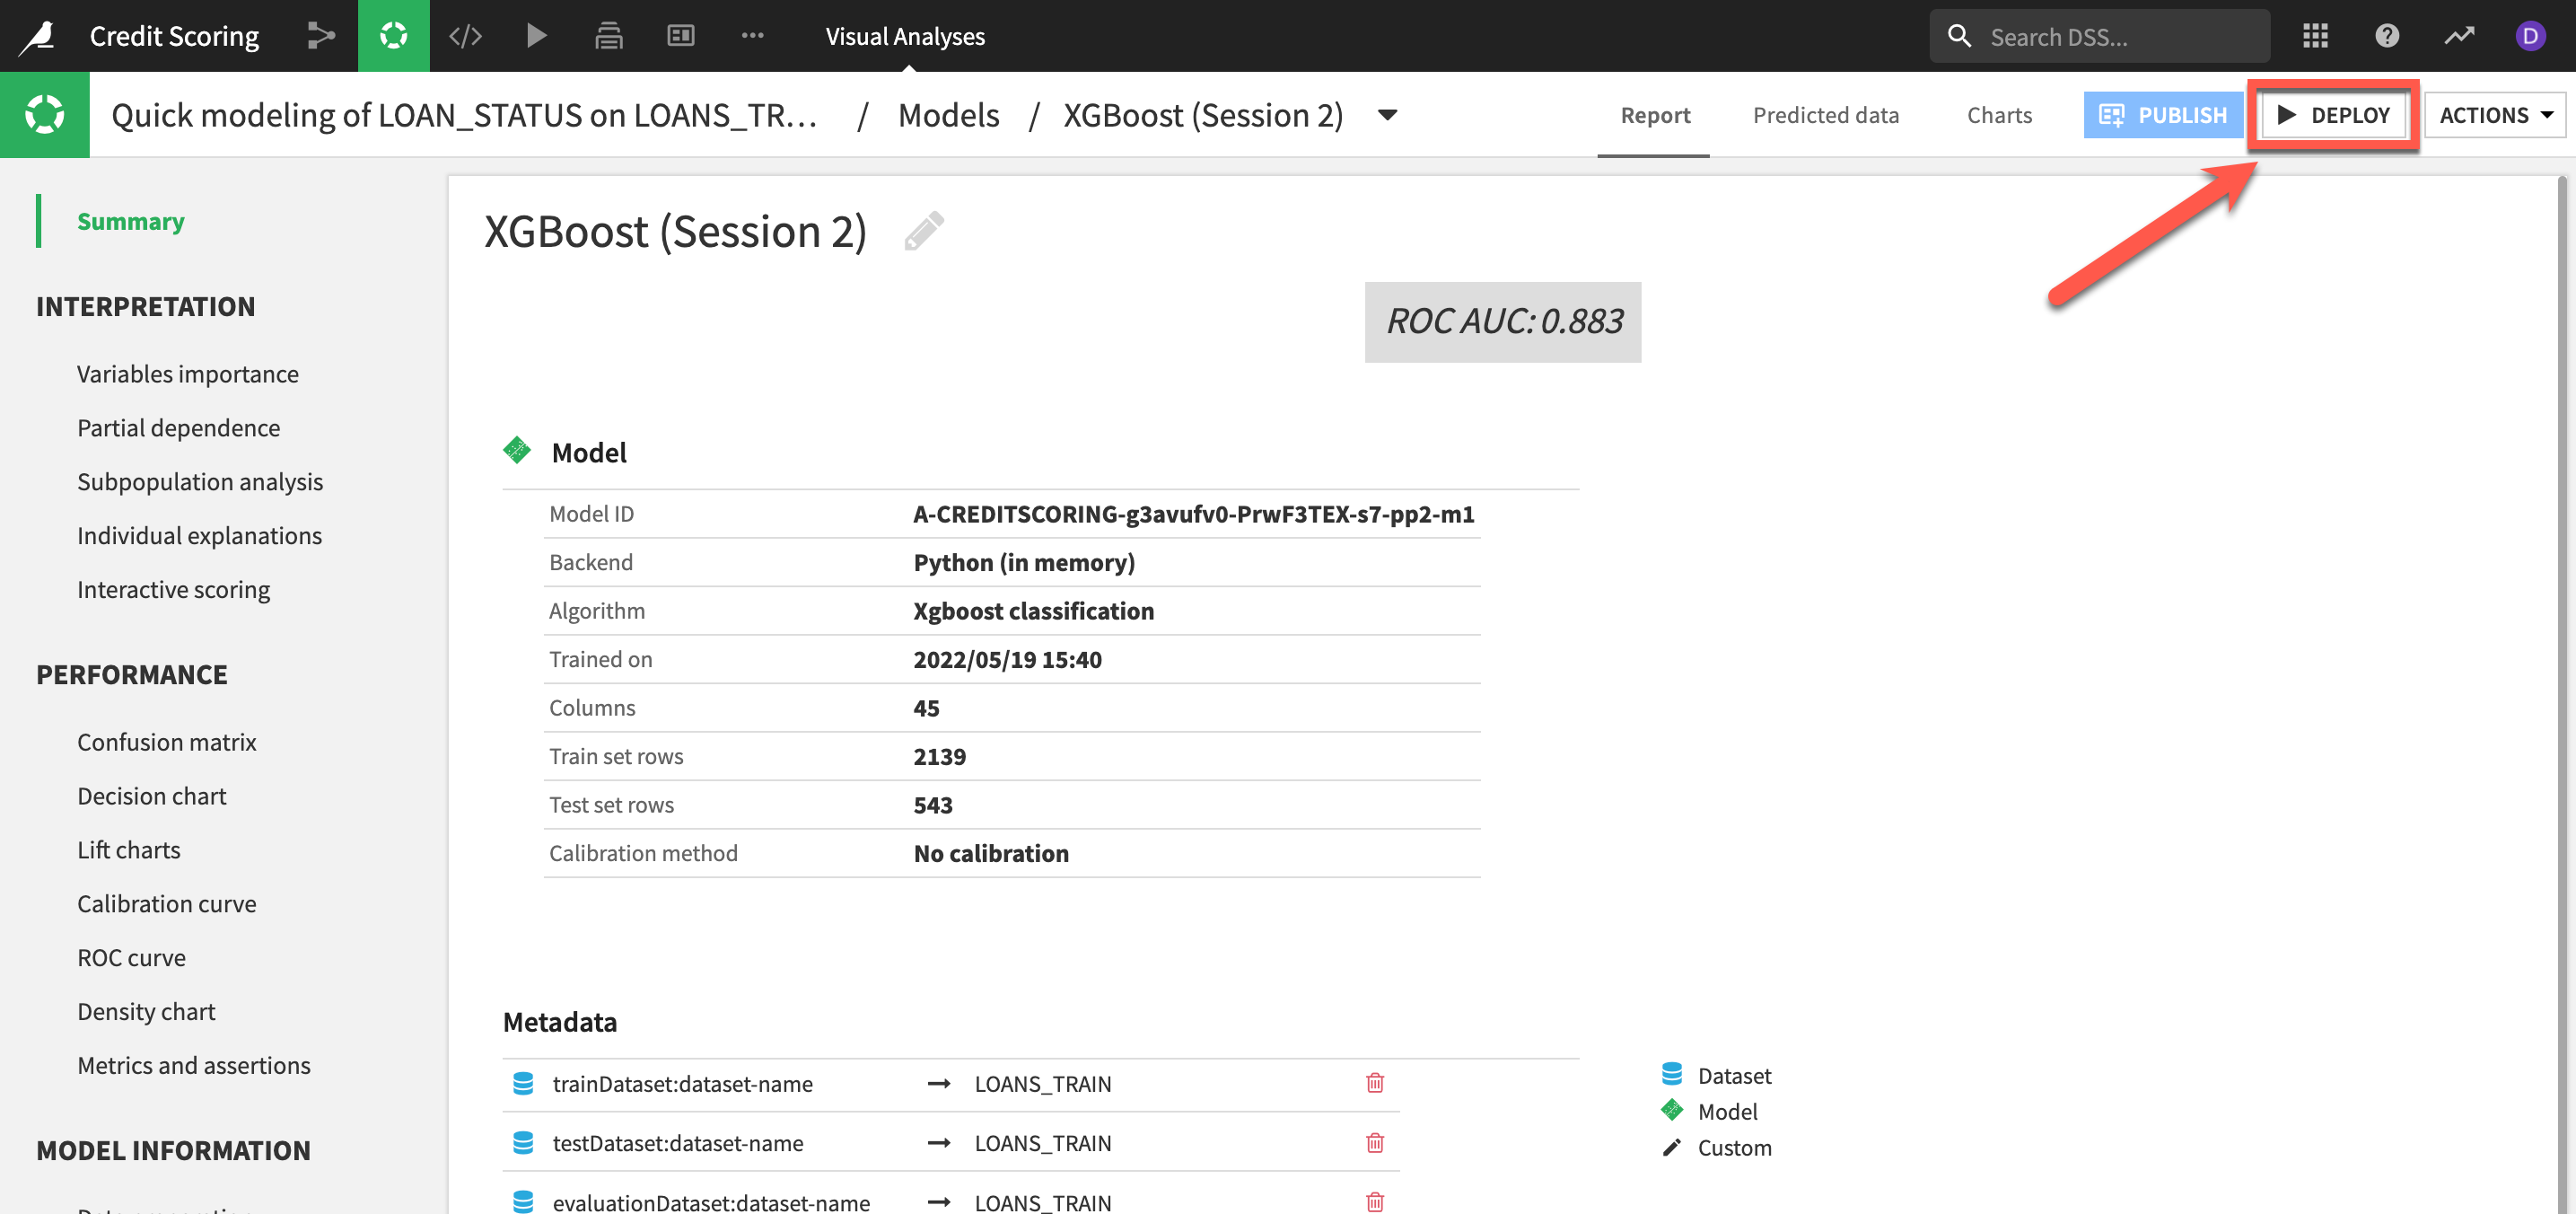 Credit Scoring
Visual Analyses
Search DSS...
D
Quick modeling of LOAN_STATUS on LOANS_TR... / Models / XGBoost (Session 2)
Report
Predicted data
Charts
PUBLISH
DEPLOY
ACTIONS
Summary
INTERPRETATION
Variables importance
Partial dependence
Subpopulation analysis
Individual explanations
Interactive scoring
PERFORMANCE
Confusion matrix
Decision chart
Lift charts
Calibration curve
ROC curve
Density chart
Metrics and assertions
MODEL INFORMATION
XGBoost (Session 2)
ROC AUC: 0.883
Model
Model ID A-CREDITSCORING-g3avufv0-PrwF3TEX-s7-pp2-m1
Backend Python (in memory)
Algorithm Xgboost classification
Trained on 2022/05/19 15:40
Columns 45
Train set rows 2139
Test set rows 543
Calibration method No calibration
Metadata
trainDataset:dataset-name → LOANS_TRAIN
testDataset:dataset-name → LOANS_TRAIN
evaluationDataset:dataset-name → LOANS_TRAIN
Dataset
Model
Custom